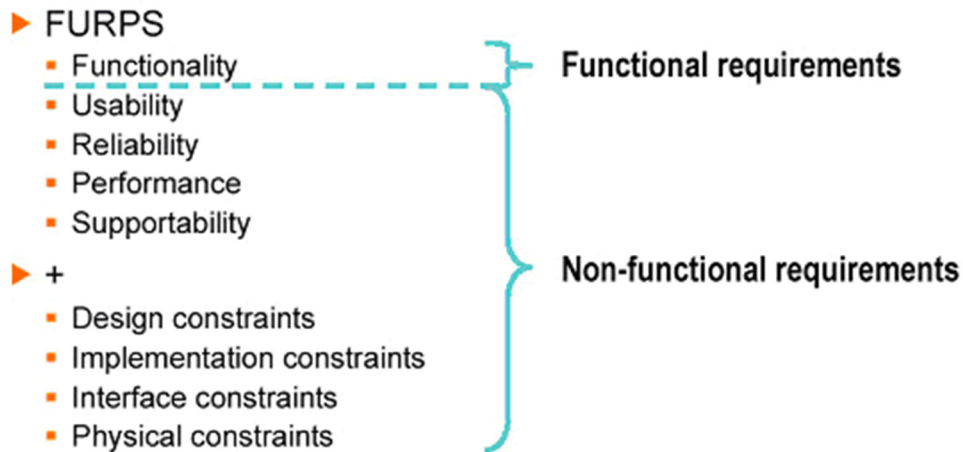 FURPS
Functionality
Usability
Reliability
Performance
Supportability
+
Design constraints
Implementation constraints
Interface constraints
Physical constraints
Functional requirements
Non-functional requirements